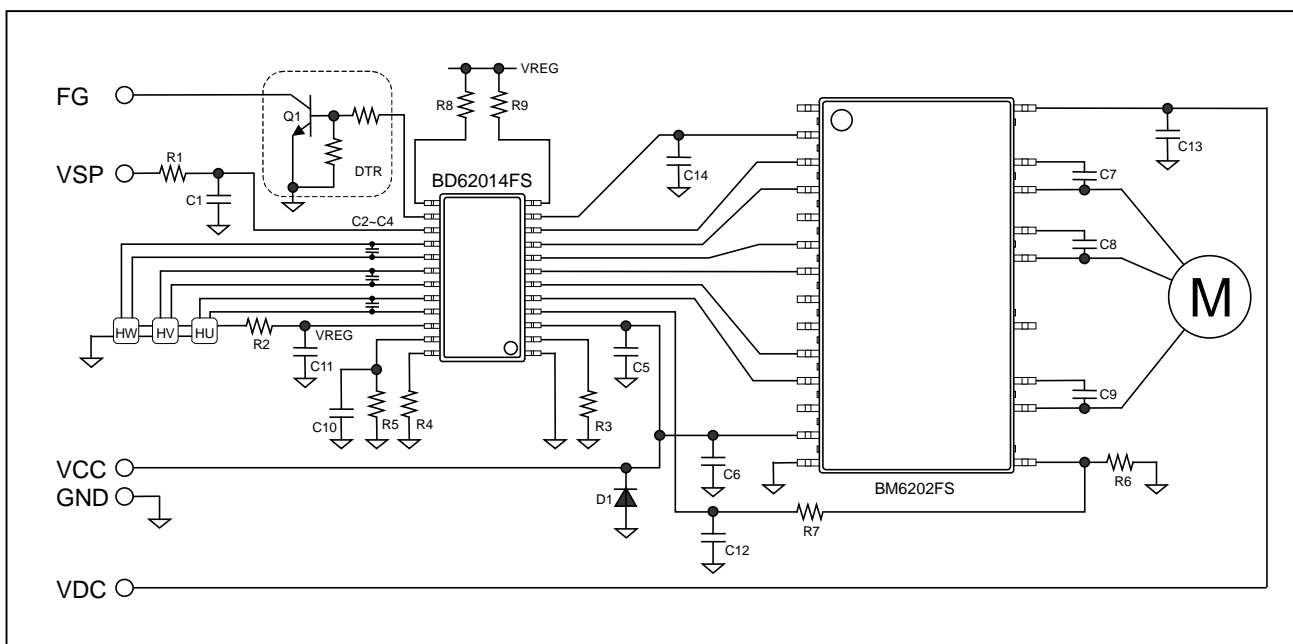 VREG
FG
R8
R9
Q1
C13
VSP
R1
DTR
C14
C7
BD62014FS
C1
C2~C4
C8
M
HW
HV
HU
R2
VREG
C11
C5
C9
C10
R5
R4
R3
VCC
C6
R6
GND
D1
BM6202FS
R7
C12
VDC